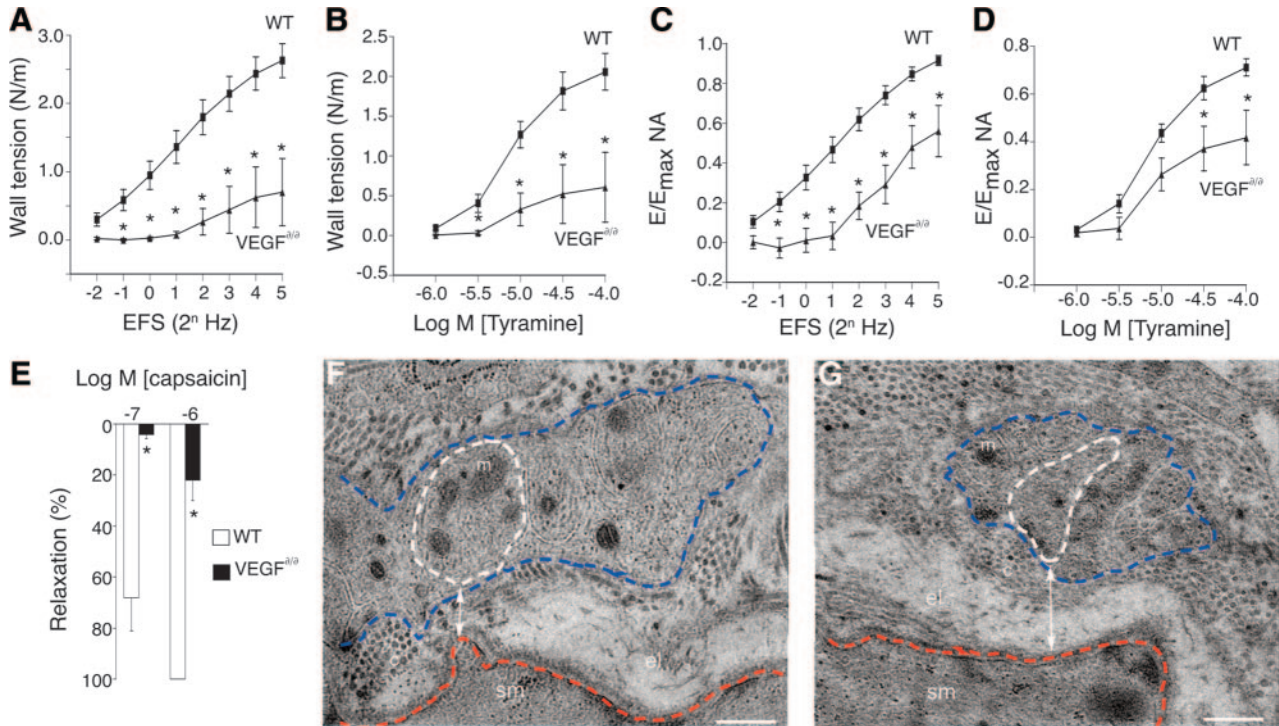 A
WT
Wall tension (N/m)
3.0
2.0
1.0
0.0
* * * * * * *
VEGF∂/∂
-2 -1 0 1 2 3 4 5
EFS (2ⁿ Hz)
B
WT
Wall tension (N/m)
2.5
2.0
1.5
1.0
0.5
0.0
-0.5
* * * *
VEGF∂/∂
-6.0 -5.5 -5.0 -4.5 -4.0
Log M [Tyramine]
C
WT
E/Emax NA
1.0
0.8
0.6
0.4
0.2
0.0
-0.2
* * * * * * *
VEGF∂/∂
-2 -1 0 1 2 3 4 5
EFS (2ⁿ Hz)
D
WT
E/Emax NA
0.8
0.6
0.4
0.2
0.0
0.2
* *
VEGF∂/∂
-6.0 -5.5 -5.0 -4.5 -4.0
Log M [Tyramine]
E
Log M [capsaicin]
-7 -6
0
20
40
60
80
100
Relaxation (%)
* *
WT
VEGF∂/∂
F
m
el
sm
G
m
el
sm